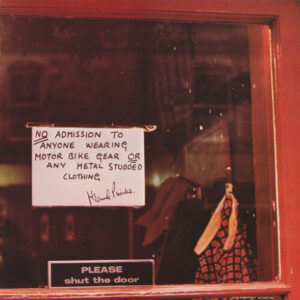 NO ADMISSION TO
ANYONE WEARING
MOTOR BIKE GEAR OR
ANY METAL STUDDED
CLOTHING
PLEASE
shut the door